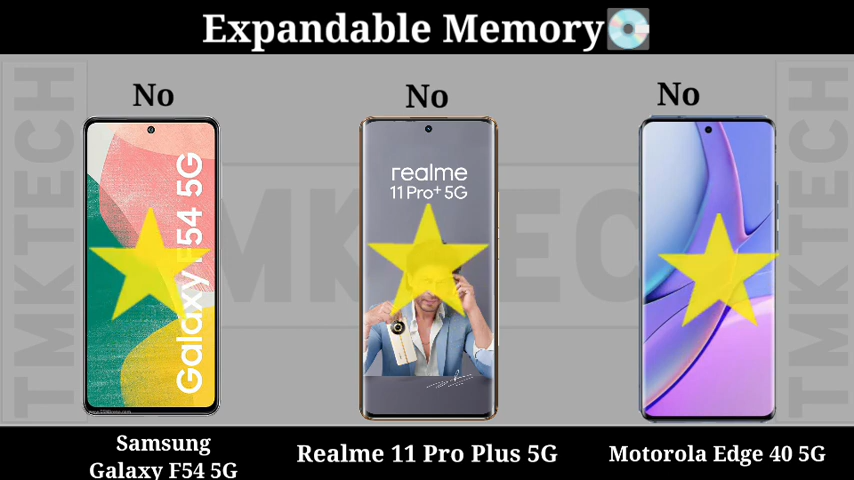 Expandable Memory
No
No
No
Galaxy F54 5G
realme
11 Pro+ 5G
TMKTECH
TMKTECH
TMKTECH
Samsung
Galaxy F54 5G
Realme 11 Pro Plus 5G
Motorola Edge 40 5G